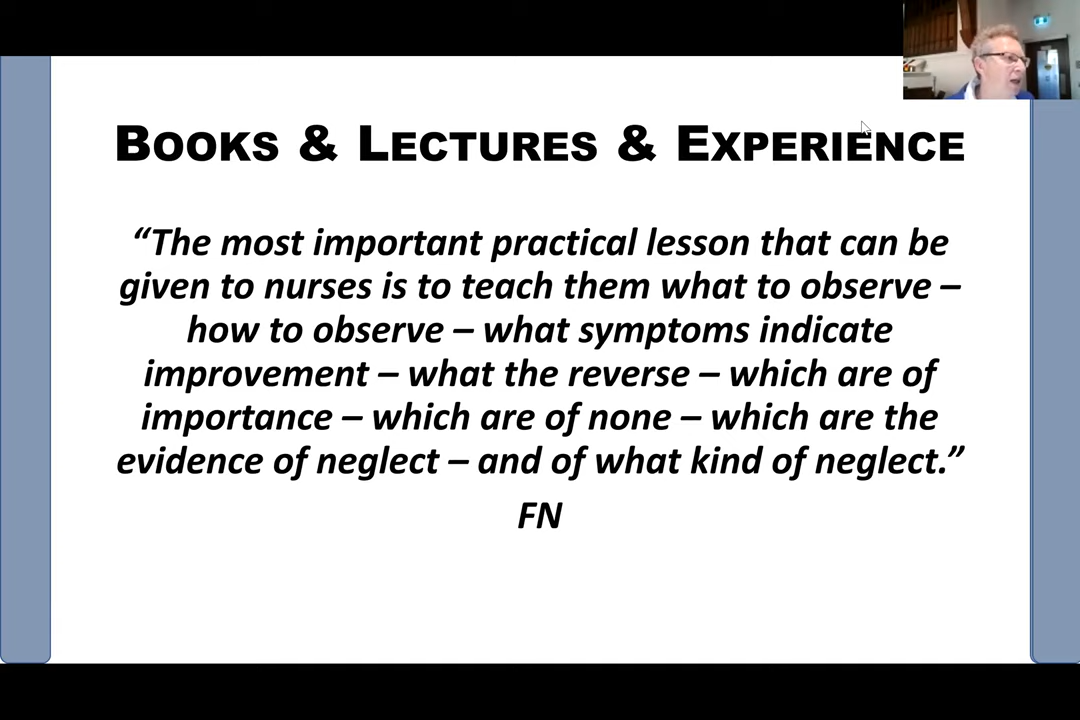 BOOKS & LECTURES & EXPERIENCE
“The most important practical lesson that can be
given to nurses is to teach them what to observe –
how to observe – what symptoms indicate
improvement – what the reverse – which are of
importance – which are of none – which are the
evidence of neglect – and of what kind of neglect.”
FN